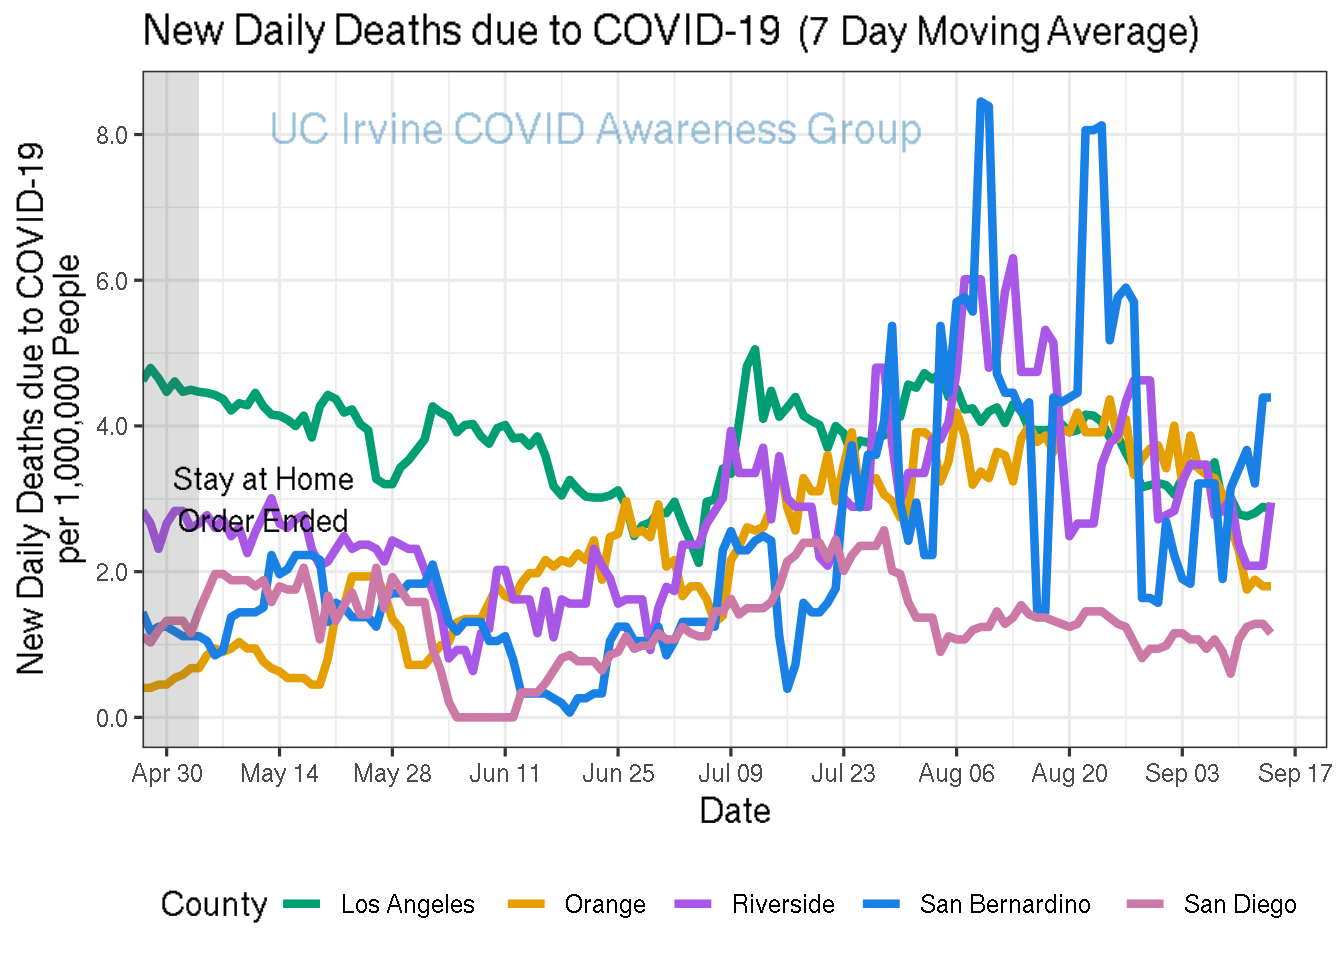 New Daily Deaths due to COVID-19 (7 Day Moving Average)
UC Irvine COVID Awareness Group
New Daily Deaths due to COVID-19
per 1,000,000 People
8.0
6.0
4.0
2.0
0.0
Stay at Home
Order Ended
Apr 30 May 14 May 28 Jun 11 Jun 25 Jul 09 Jul 23 Aug 06 Aug 20 Sep 03 Sep 17
Date
County Los Angeles Orange Riverside San Bernardino San Diego